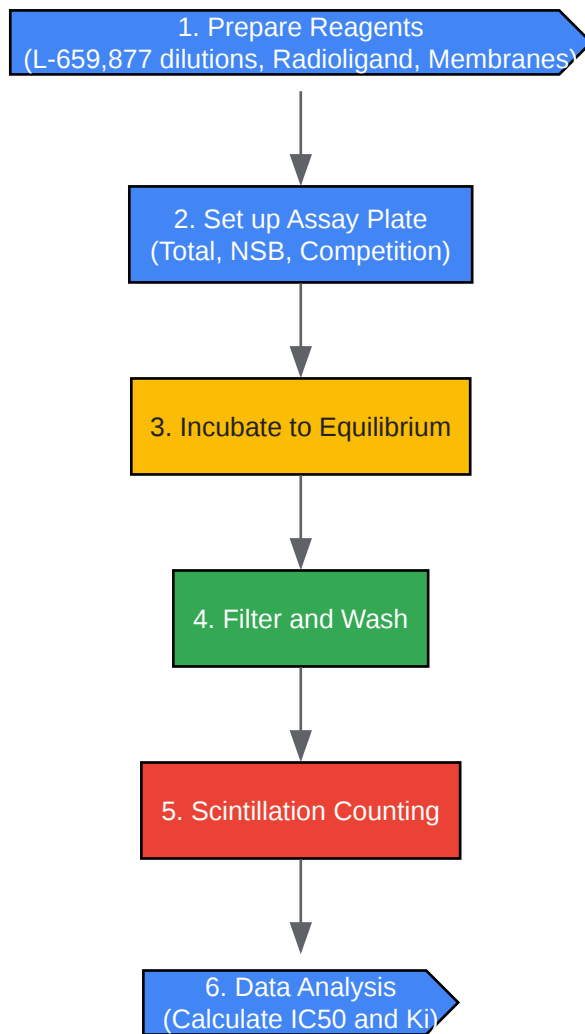 1. Prepare Reagents
(L-659,877 dilutions, Radioligand, Membranes)
2. Set up Assay Plate
(Total, NSB, Competition)
3. Incubate to Equilibrium
4. Filter and Wash
5. Scintillation Counting
6. Data Analysis
(Calculate IC50 and Ki)